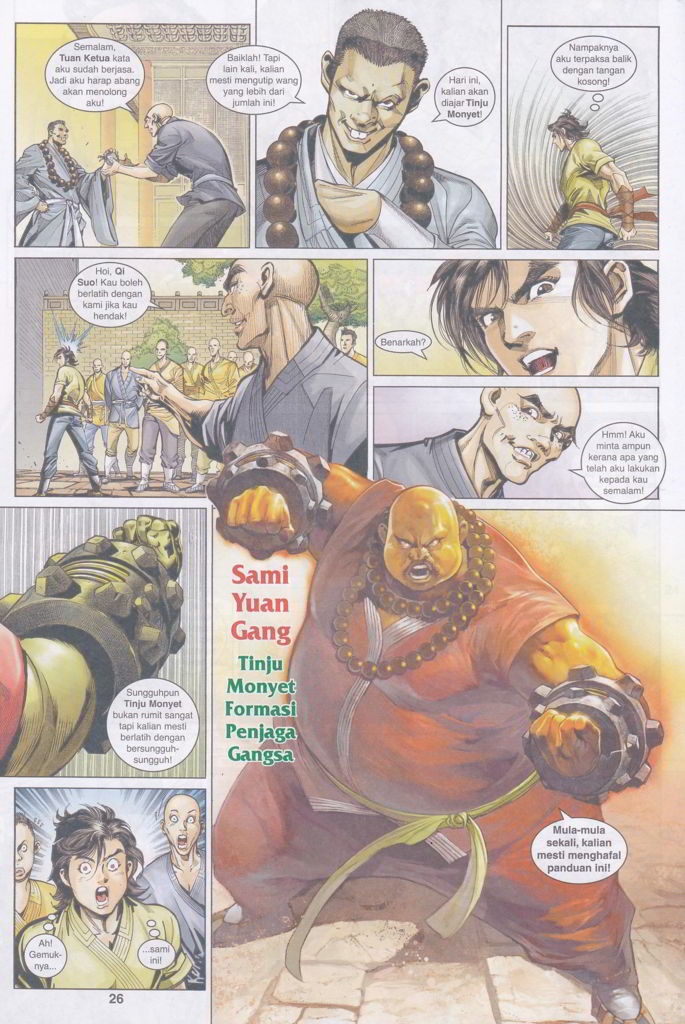 Semalam,
Tuan Ketua kata
aku sudah berjasa.
Jadi aku harap abang
akan menolong
aku!
Baiklah! Tapi
lain kali, kalian
mesti mengutip wang
yang lebih dari
jumlah ini!
Hari ini,
kalian akan
diajar Tinju
Monyet!
Nampaknya
aku terpaksa balik
dengan tangan
kosong!
Hoi, Qi
Suo! Kau boleh
berlatih dengan
kami jika kau
hendak!
Benarkah?
Hmm! Aku
minta ampun
kerana apa yang
telah aku lakukan
kepada kau
semalam!
Sungguhpun
Tinju Monyet
bukan rumit sangat
tapi kalian mesti
berlatih dengan
bersungguh-
sungguh!
Sami
Yuan
Gang
Tinju
Monyet
Formasi
Penjaga
Gangsa
Mula-mula
sekali, kalian
mesti menghafal
panduan ini!
Ah!
Gemuk-
nya...
...sami
ini!
26